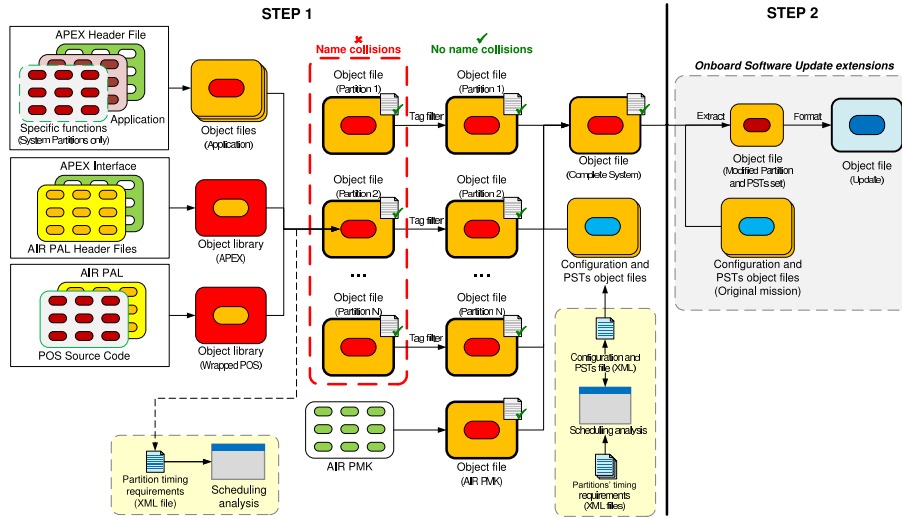 STEP 1
STEP 2
APEX Header File
Application
Specific functions
(System Partitions only)
Object files
(Application)
APEX Interface
AIR PAL Header Files
Object library
(APEX)
AIR PAL
POS Source Code
Object library
(Wrapped POS)
Partition timing
requirements
(XML file)
Scheduling
analysis
✘
Name collisions
Object file
(Partition 1)
Tag filter
Object file
(Partition 2)
Tag filter
...
Object file
(Partition N)
Tag filter
AIR PMK
✔
No name collisions
Object file
(Partition 1)
Object file
(Partition 2)
...
Object file
(Partition N)
Object file
(AIR PMK)
Object file
(Complete System)
Configuration and
PSTs object files
Configuration and
PSTs file (XML)
Scheduling analysis
Partitions' timing
requirements
(XML files)
Onboard Software Update extensions
Extract
Object file
(Modified Partition
and PSTs set)
Format
Object file
(Update)
Configuration and
PSTs object files
(Original mission)